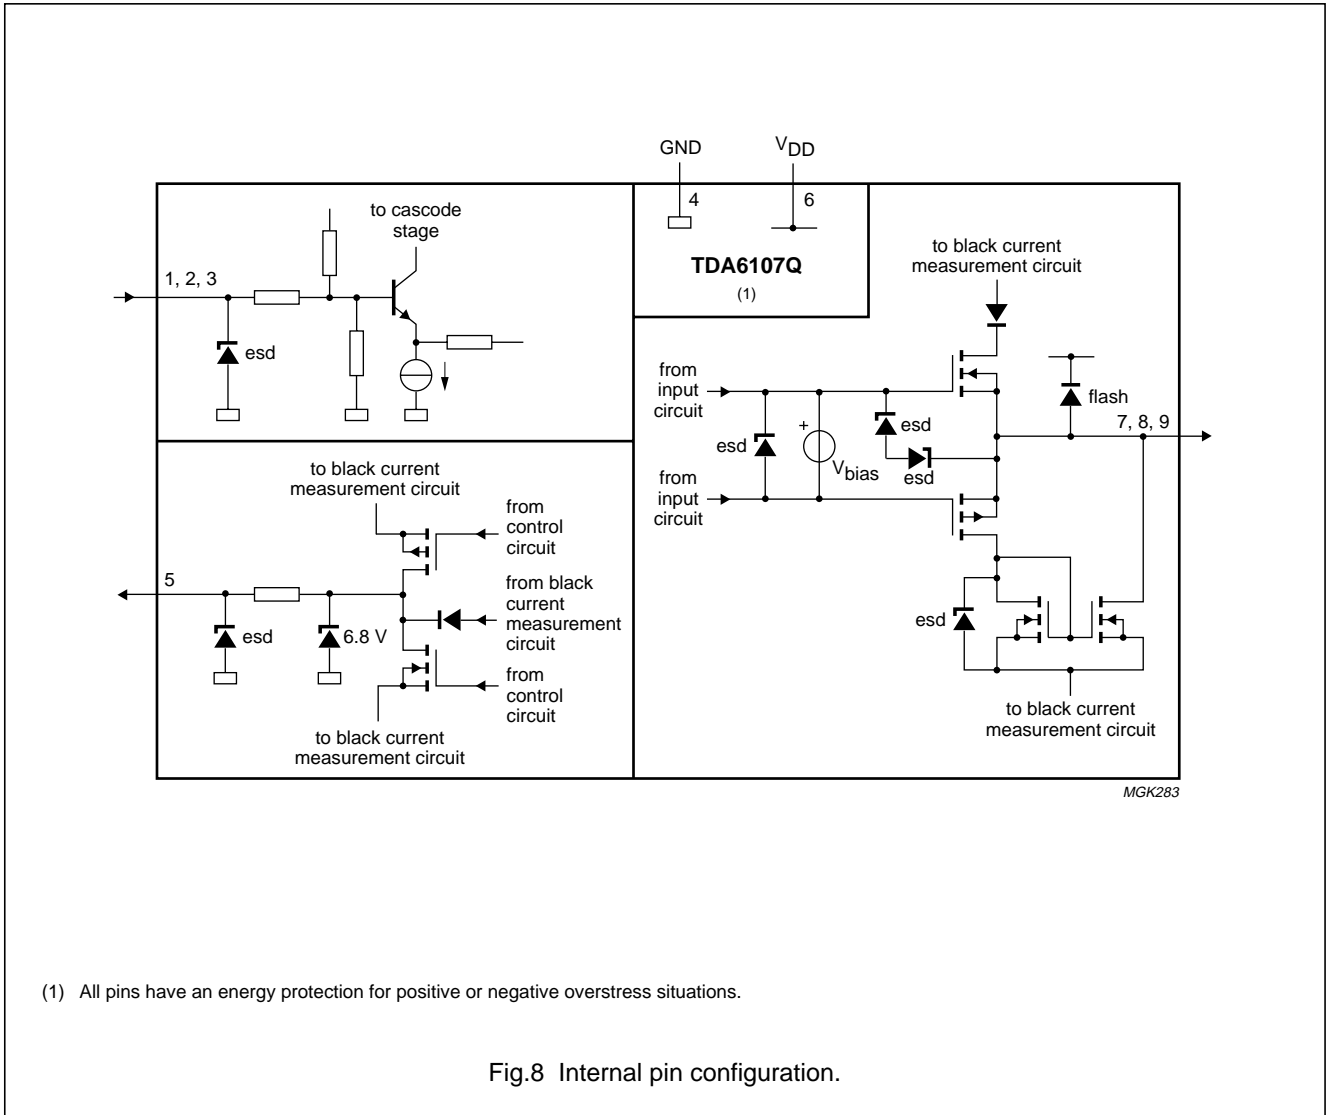 GND
VDD
4
6
TDA6107Q
(1)
to cascode
stage
1, 2, 3
esd
to black current
measurement circuit
from
input
circuit
esd
+
Vbias
esd
esd
flash
7, 8, 9
from
input
circuit
esd
to black current
measurement circuit
to black current
measurement circuit
from
control
circuit
5
from black
current
measurement
circuit
esd
6.8 V
from
control
circuit
to black current
measurement circuit
MGK283
(1) All pins have an energy protection for positive or negative overstress situations.
Fig.8 Internal pin configuration.